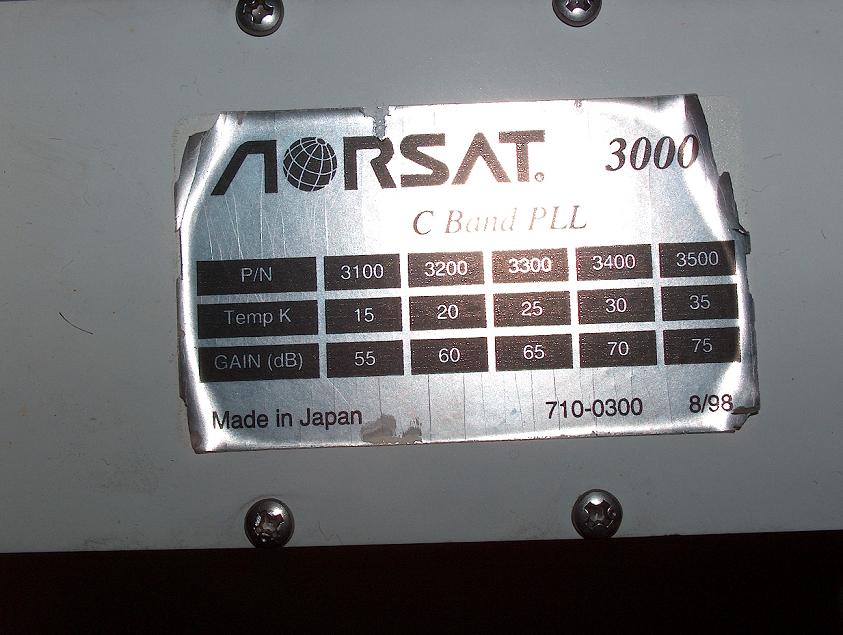 NORSAT. 3000
C Band PLL
P/N 3100 3200 3300 3400 3500
Temp K 15 20 25 30 35
GAIN (dB) 55 60 65 70 75
Made in Japan 710-0300 8/98